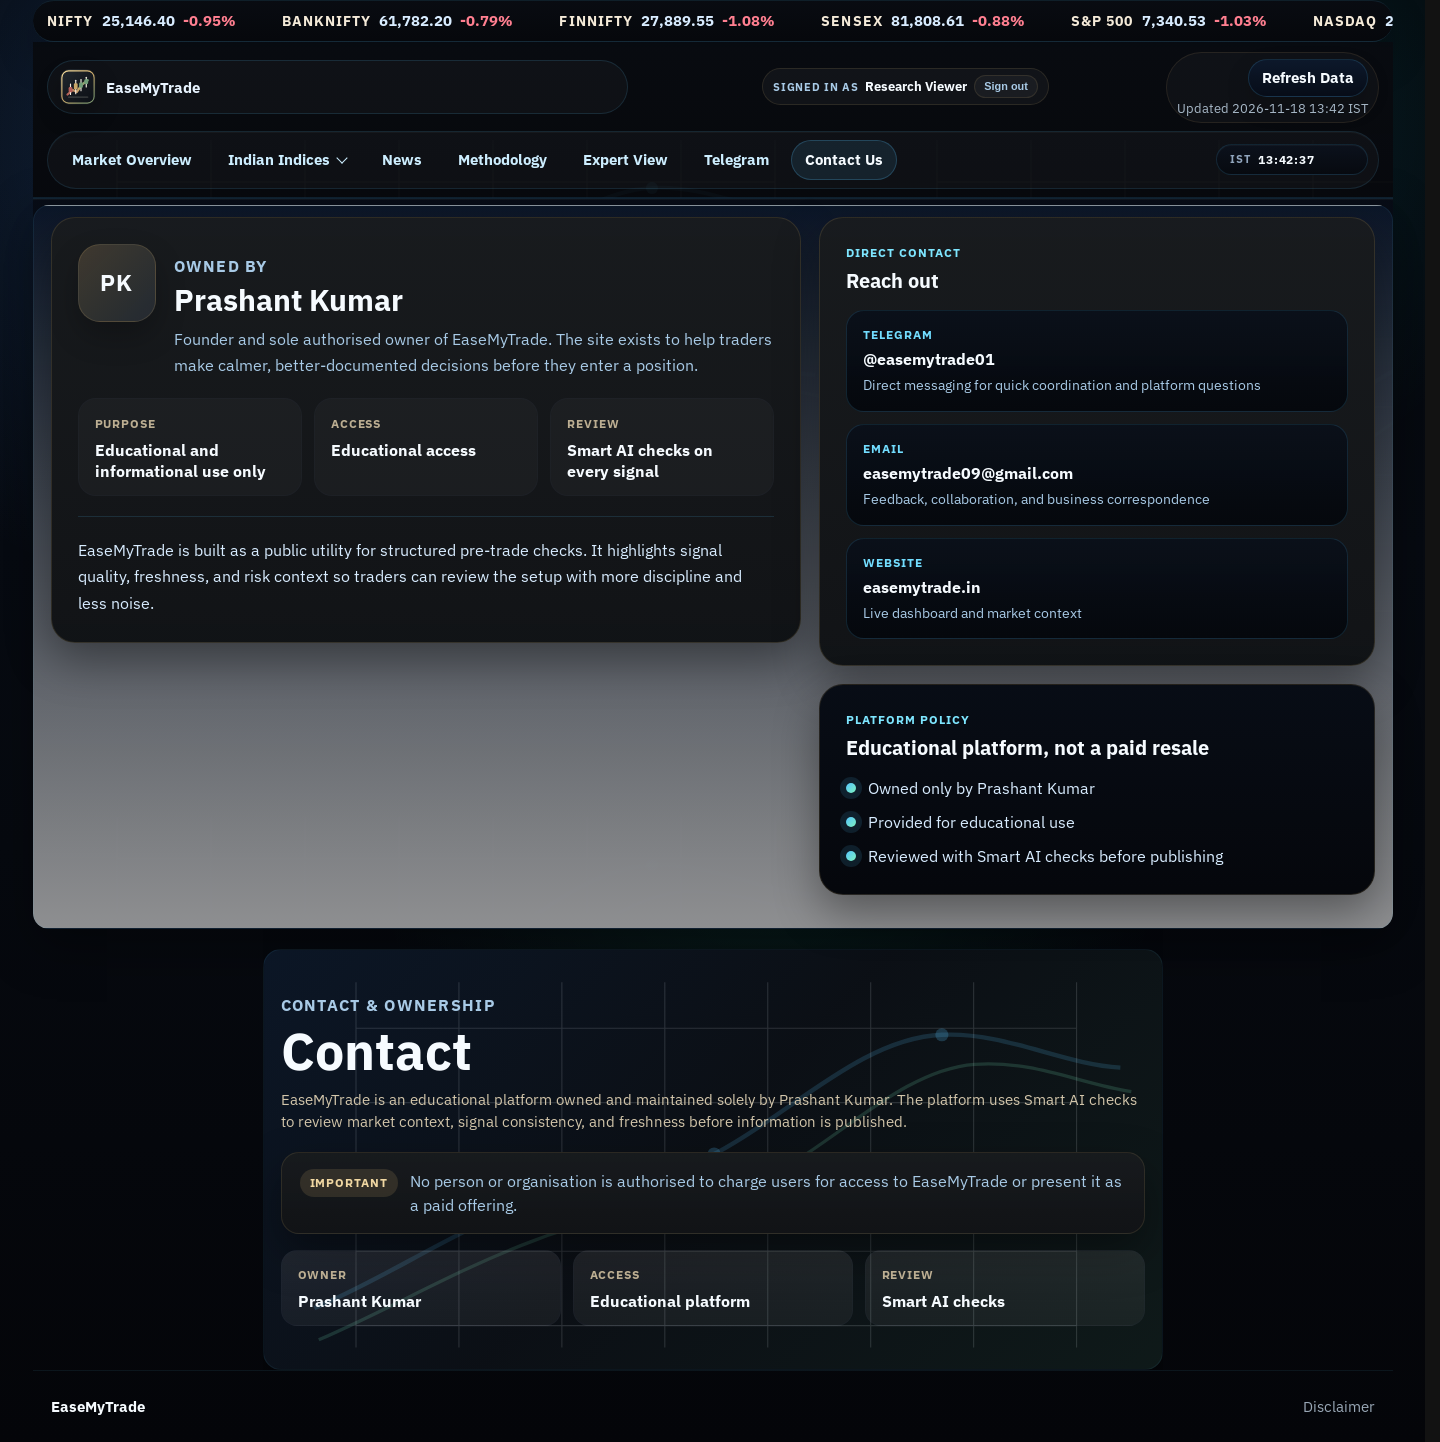 NIFTY 25,146.40 -0.95% BANKNIFTY 61,782.20 -0.79% FINNIFTY 27,889.55 -1.08% SENSEX 81,808.61 -0.88% S&P 500 7,340.53 -1.03% NASDAQ 2
EaseMyTrade
SIGNED IN AS Research Viewer Sign out
Refresh Data
Updated 2026-11-18 13:42 IST
Market Overview Indian Indices News Methodology Expert View Telegram Contact Us
IST 13:42:37
PK
OWNED BY
Prashant Kumar
Founder and sole authorised owner of EaseMyTrade. The site exists to help traders
make calmer, better-documented decisions before they enter a position.
PURPOSE
Educational and
informational use only
ACCESS
Educational access
REVIEW
Smart AI checks on
every signal
EaseMyTrade is built as a public utility for structured pre-trade checks. It highlights signal
quality, freshness, and risk context so traders can review the setup with more discipline and
less noise.
DIRECT CONTACT
Reach out
TELEGRAM
@easemytrade01
Direct messaging for quick coordination and platform questions
EMAIL
easemytrade09@gmail.com
Feedback, collaboration, and business correspondence
WEBSITE
easemytrade.in
Live dashboard and market context
PLATFORM POLICY
Educational platform, not a paid resale
Owned only by Prashant Kumar
Provided for educational use
Reviewed with Smart AI checks before publishing
CONTACT & OWNERSHIP
Contact
EaseMyTrade is an educational platform owned and maintained solely by Prashant Kumar. The platform uses Smart AI checks
to review market context, signal consistency, and freshness before information is published.
IMPORTANT
No person or organisation is authorised to charge users for access to EaseMyTrade or present it as
a paid offering.
OWNER
Prashant Kumar
ACCESS
Educational platform
REVIEW
Smart AI checks
EaseMyTrade
Disclaimer